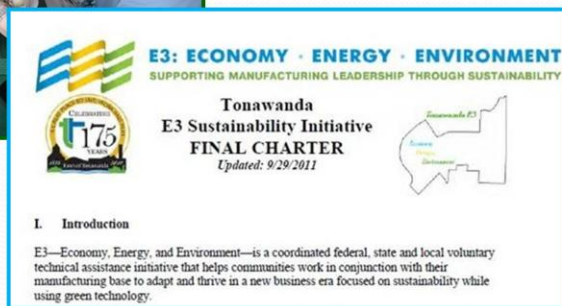 E3: ECONOMY · ENERGY · ENVIRONMENT
SUPPORTING MANUFACTURING LEADERSHIP THROUGH SUSTAINABILITY
CELEBRATING
175
YEARS
Tonawanda
E3 Sustainability Initiative
FINAL CHARTER
Updated: 9/29/2011
Tonawanda E3
Economy
Energy
Environment
I. Introduction
E3—Economy, Energy, and Environment—is a coordinated federal, state and local voluntary
technical assistance initiative that helps communities work in conjunction with their
manufacturing base to adapt and thrive in a new business era focused on sustainability while
using green technology.